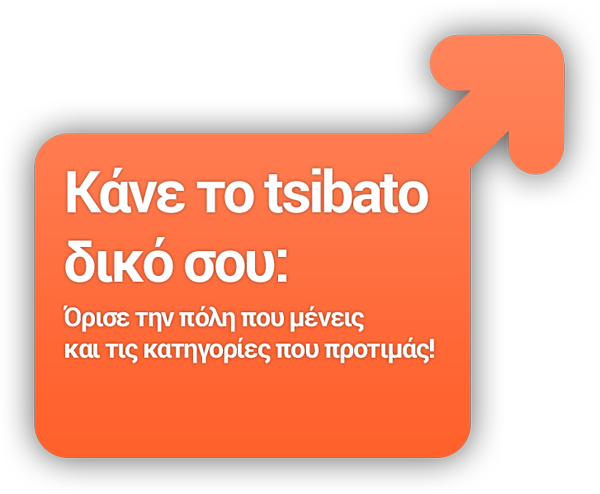 Κάνε το tsibato
δικό σου:
Όρισε την πόλη που μένεις
και τις κατηγορίες που προτιμάς!